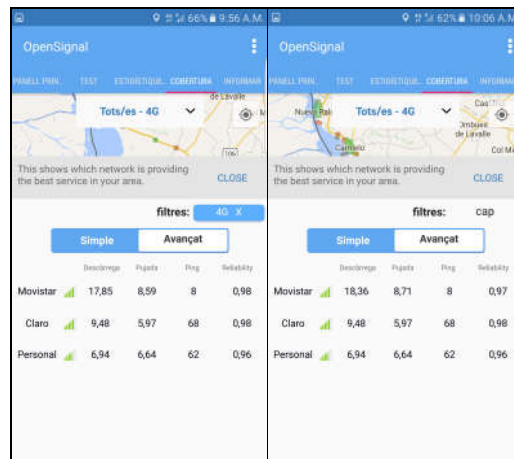 66% 9:56 A.M.
OpenSignal
PANELL PRIN... TEST ESTADÍSTIQUE... COBERTURA
Tots/es - 4G
de Lavalle
This shows which network is providing
the best service in your area.
CLOSE
filtres: 4G X
Simple Avançat
Descàrrega Pujada Ping Reliability
Movistar 17,85 8,59 8 0,98
Claro 9,48 5,97 68 0,98
Personal 6,94 6,64 62 0,96
62% 10:06 A.M.
OpenSignal
TEST COBERTURA
Tots/es - 4G
Carmelo
de Lavalle
This shows which network is providing
the best service in your area.
CLOSE
filtres: cap
Simple Avançat
Descàrrega Pujada Ping Reliability
Movistar 18,36 8,71 8 0,97
Claro 9,48 5,97 68 0,98
Personal 6,94 6,64 62 0,96